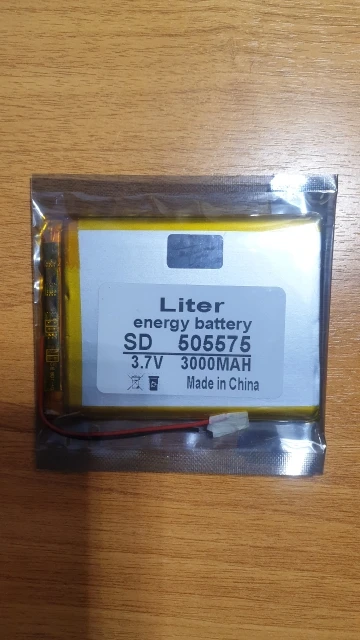 Liter
energy battery
SD 505575
3.7V 3000MAH
Made in China